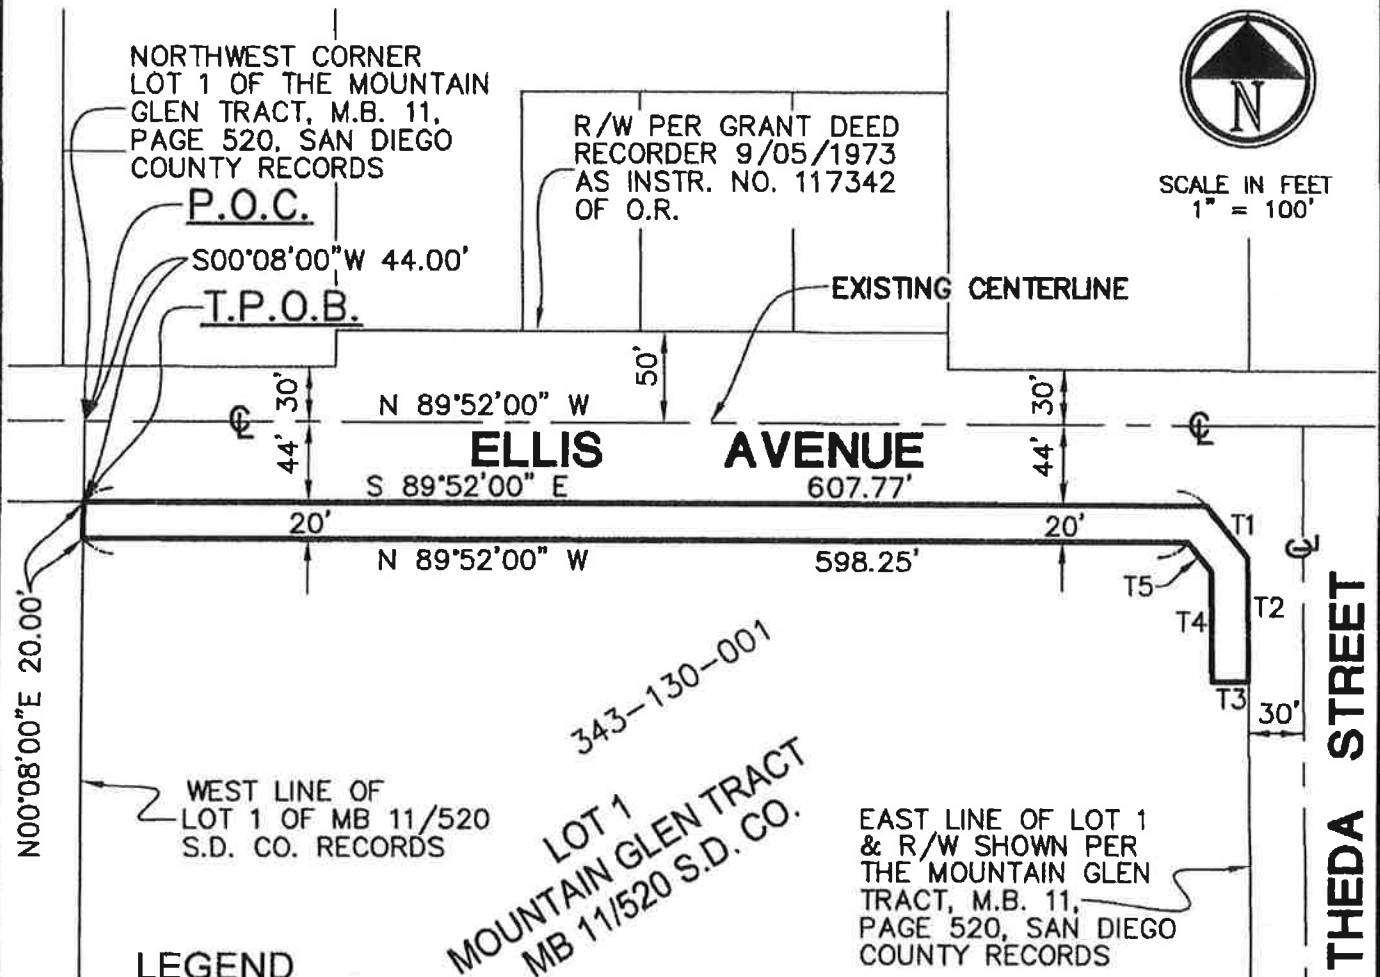 NORTHWEST CORNER
LOT 1 OF THE MOUNTAIN
GLEN TRACT, M.B. 11,
PAGE 520, SAN DIEGO
COUNTY RECORDS
P.O.C.
S00°08'00"W 44.00'
T.P.O.B.
R/W PER GRANT DEED
RECORDER 9/05/1973
AS INSTR. NO. 117342
OF O.R.
N
SCALE IN FEET
1" = 100'
EXISTING CENTERLINE
30'
50'
30'
N 89°52'00" W
CL
CL
44'
ELLIS AVENUE
44'
S 89°52'00" E 607.77'
20'
20'
T1
N 89°52'00" W 598.25'
CL
T5
T4
T2
T3
30'
N00°08'00"E 20.00'
343-130-001
WEST LINE OF
LOT 1 OF MB 11/520
S.D. CO. RECORDS
LOT 1
MOUNTAIN GLEN TRACT
MB 11/520 S.D. CO.
EAST LINE OF LOT 1
& R/W SHOWN PER
THE MOUNTAIN GLEN
TRACT, M.B. 11,
PAGE 520, SAN DIEGO
COUNTY RECORDS
THEDA STREET
LEGEND